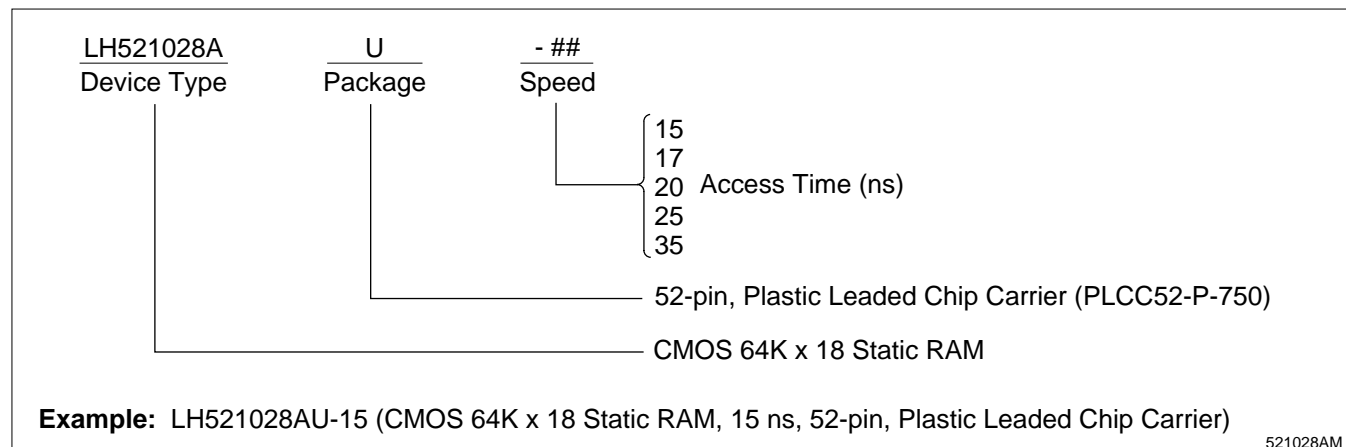 LH521028A U - ##
Device Type Package Speed
15
17
20 Access Time (ns)
25
35
52-pin, Plastic Leaded Chip Carrier (PLCC52-P-750)
CMOS 64K x 18 Static RAM
Example: LH521028AU-15 (CMOS 64K x 18 Static RAM, 15 ns, 52-pin, Plastic Leaded Chip Carrier)
521028AM